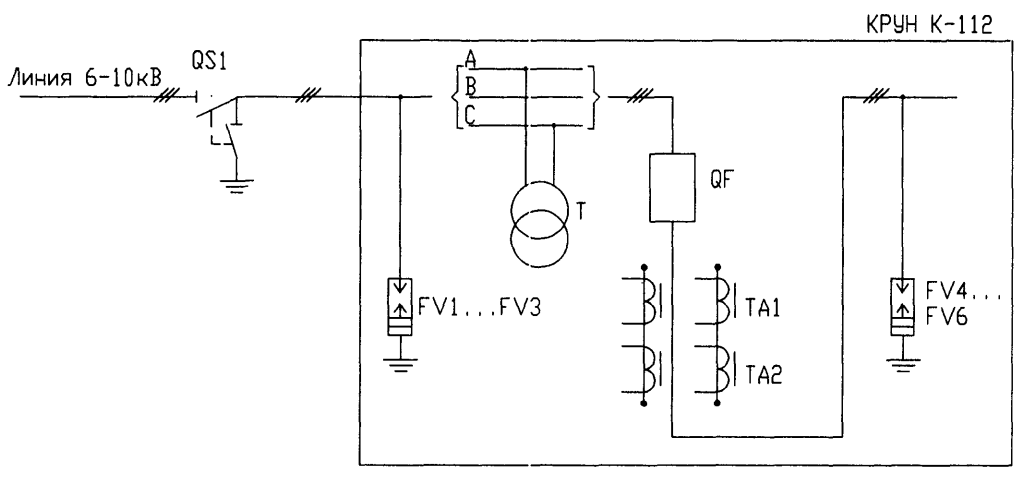 КРУН К-112
QS1
Линия 6-10кВ
A
B
C
QF
T
FV1...FV3
TA1
TA2
FV4...
FV6